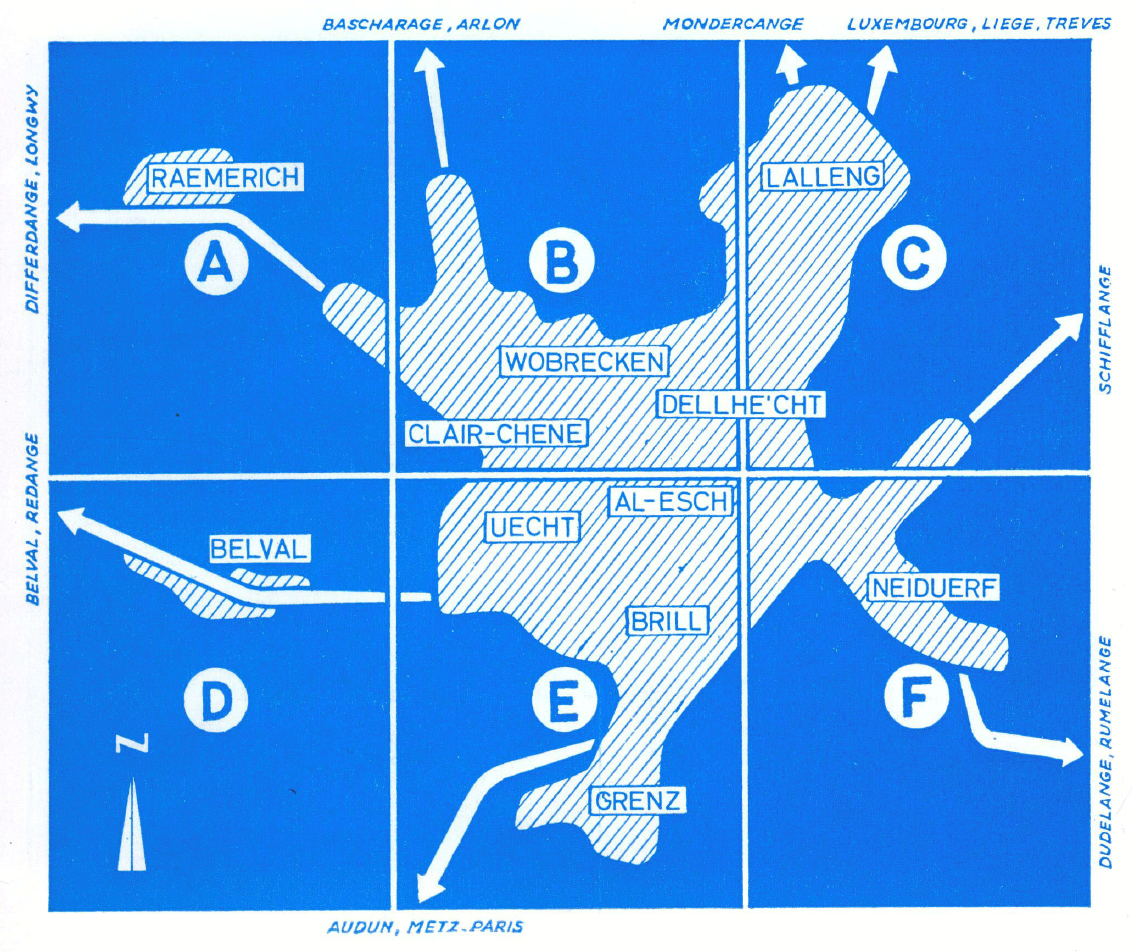 BASCHARAGE, ARLON
MONDERCANGE
LUXEMBOURG, LIEGE, TREVES
DIFFERDANGE, LONGWY
RAEMERICH
LALLENG
A
B
C
SCHIFFLANGE
WOBRECKEN
DELLHE'CHT
CLAIR-CHENE
BELVAL, REDANGE
AL-ESCH
UECHT
BELVAL
NEIDUERF
BRILL
D
E
F
DUDELANGE, RUMELANGE
N
GRENZ
AUDUN, METZ-PARIS